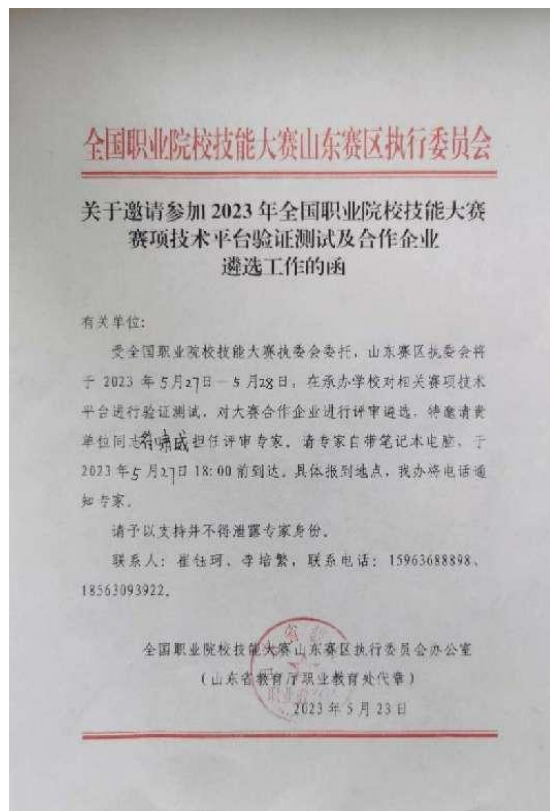 全国职业院校技能大赛山东赛区执行委员会
关于邀请参加2023年全国职业院校技能大赛
赛项技术平台验证测试及合作企业
遴选工作的函
有关单位：
受全国职业院校技能大赛执委会委托，山东赛区执委会将
于 2023 年5月27日—5月28日，在承办学校对相关赛项技术
平台进行验证测试，对大赛合作企业进行评审遴选，特邀请贵
单位同志符啸威担任评审专家。请专家自带笔记本电脑，于
2023年5月27日18:00前到达。具体报到地点，我办将电话通
知专家。
请予以支持并不得泄露专家身份。
联系人：崔钰珂、李培繁，联系电话：15963688898、
18563093922。
全国职业院校技能大赛山东赛区执行委员会办公室
（山东省教育厅职业教育处代章）
2023年5月23日